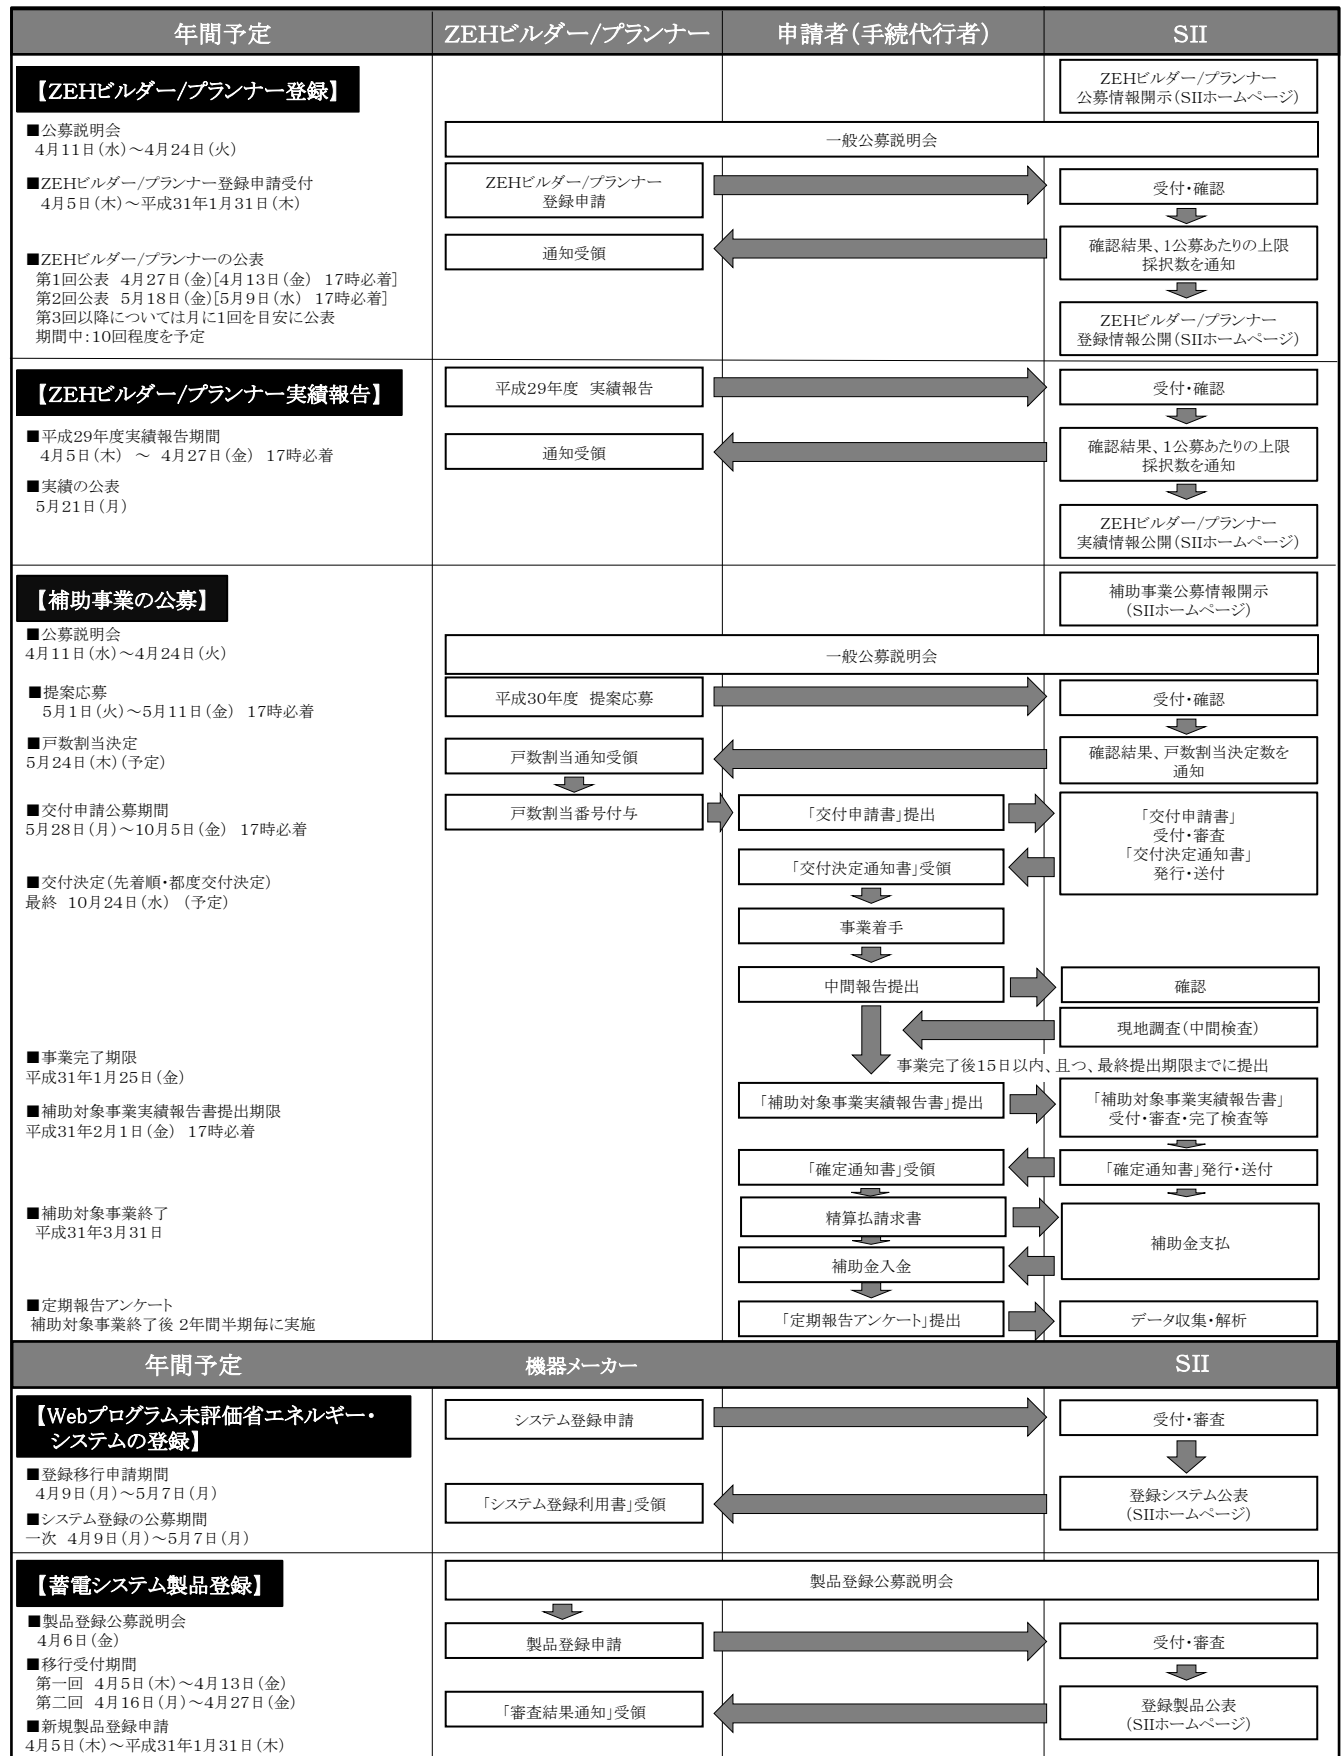 年間予定
ZEHビルダー/プランナー
申請者(手続代行者)
SII
【ZEHビルダー/プランナー登録】
ZEHビルダー/プランナー
公募情報開示(SIIホームページ)
■公募説明会
4月11日(水)～4月24日(火)
一般公募説明会
■ZEHビルダー/プランナー登録申請受付
4月5日(木)～平成31年1月31日(木)
ZEHビルダー/プランナー
登録申請
受付・確認
■ZEHビルダー/プランナーの公表
第1回公表 4月27日(金)[4月13日(金) 17時必着]
第2回公表 5月18日(金)[5月9日(水) 17時必着]
第3回以降については月に1回を目安に公表
期間中:10回程度を予定
通知受領
確認結果、1公募あたりの上限
採択数を通知
ZEHビルダー/プランナー
登録情報公開(SIIホームページ)
【ZEHビルダー/プランナー実績報告】
平成29年度 実績報告
受付・確認
■平成29年度実績報告期間
4月5日(木) ～ 4月27日(金) 17時必着
■実績の公表
5月21日(月)
通知受領
確認結果、1公募あたりの上限
採択数を通知
ZEHビルダー/プランナー
実績情報公開(SIIホームページ)
【補助事業の公募】
補助事業公募情報開示
(SIIホームページ)
■公募説明会
4月11日(水)～4月24日(火)
一般公募説明会
■提案応募
5月1日(火)～5月11日(金) 17時必着
平成30年度 提案応募
受付・確認
■戸数割当決定
5月24日(木)(予定)
戸数割当通知受領
確認結果、戸数割当決定数を
通知
■交付申請公募期間
5月28日(月)～10月5日(金) 17時必着
戸数割当番号付与
「交付申請書」提出
「交付申請書」
受付・審査
「交付決定通知書」
発行・送付
■交付決定(先着順・都度交付決定)
最終 10月24日(水) (予定)
「交付決定通知書」受領
事業着手
中間報告提出
確認
現地調査(中間検査)
■事業完了期限
平成31年1月25日(金)
事業完了後15日以内、且つ、最終提出期限までに提出
■補助対象事業実績報告書提出期限
平成31年2月1日(金) 17時必着
「補助対象事業実績報告書」提出
「補助対象事業実績報告書」
受付・審査・完了検査等
「確定通知書」受領
「確定通知書」発行・送付
■補助対象事業終了
平成31年3月31日
精算払請求書
補助金支払
補助金入金
■定期報告アンケート
補助対象事業終了後 2年間半期毎に実施
「定期報告アンケート」提出
データ収集・解析
年間予定
機器メーカー
SII
【Webプログラム未評価省エネルギー・
システムの登録】
システム登録申請
受付・審査
■登録移行申請期間
4月9日(月)～5月7日(月)
■システム登録の公募期間
一次 4月9日(月)～5月7日(月)
「システム登録利用書」受領
登録システム公表
(SIIホームページ)
【蓄電システム製品登録】
製品登録公募説明会
■製品登録公募説明会
4月6日(金)
■移行受付期間
第一回 4月5日(木)～4月13日(金)
第二回 4月16日(月)～4月27日(金)
■新規製品登録申請
4月5日(木)～平成31年1月31日(木)
製品登録申請
受付・審査
「審査結果通知」受領
登録製品公表
(SIIホームページ)